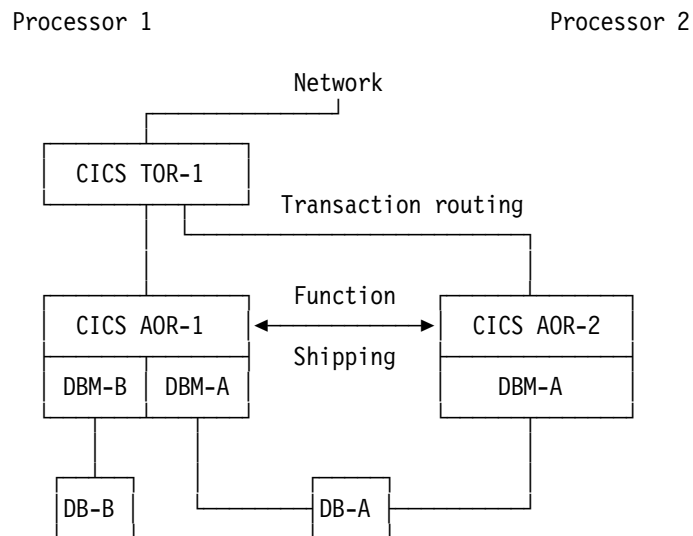 Processor 1 Processor 2
Network
CICS TOR-1
Transaction routing
Function
CICS AOR-1 CICS AOR-2
Shipping
DBM-B DBM-A DBM-A
DB-B DB-A